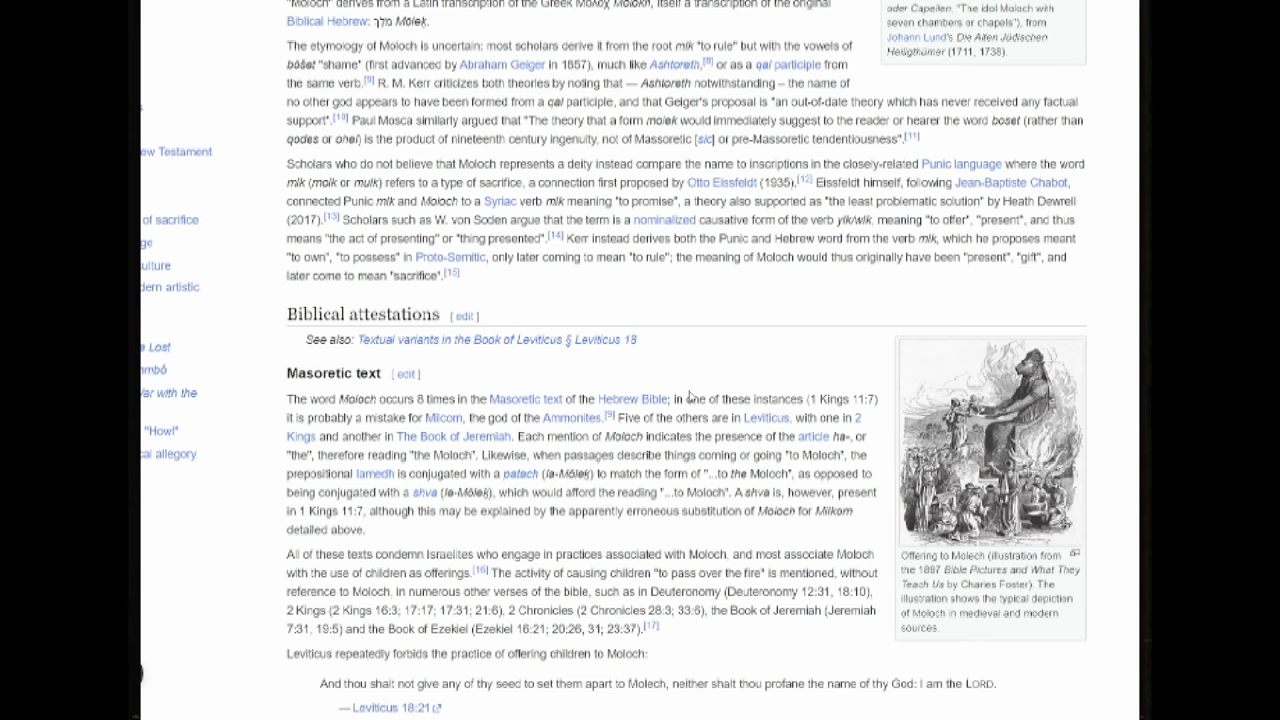 "Moloch" derives from a Latin transcription of the Greek Μολόχ Molókh, itself a transcription of the original
Biblical Hebrew: מֹלֶךְ Mōleḵ.
The etymology of Moloch is uncertain: most scholars derive it from the root mlk "to rule" but with the vowels of
bōšet "shame" (first advanced by Abraham Geiger in 1857), much like Ashtoreth,[8] or as a qal participle from
the same verb.[9] R. M. Kerr criticizes both theories by noting that — Ashtoreth notwithstanding – the name of
no other god appears to have been formed from a qal participle, and that Geiger's proposal is "an out-of-date theory which has never received any factual
support".[10] Paul Mosca similarly argued that "The theory that a form molek would immediately suggest to the reader or hearer the word boset (rather than
qodes or ohel) is the product of nineteenth century ingenuity, not of Massoretic [sic] or pre-Massoretic tendentiousness".[11]
Scholars who do not believe that Moloch represents a deity instead compare the name to inscriptions in the closely-related Punic language where the word
mlk (molk or mulk) refers to a type of sacrifice, a connection first proposed by Otto Eissfeldt (1935).[12] Eissfeldt himself, following Jean-Baptiste Chabot,
connected Punic mlk and Moloch to a Syriac verb mlk meaning "to promise", a theory also supported as "the least problematic solution" by Heath Dewrell
(2017).[13] Scholars such as W. von Soden argue that the term is a nominalized causative form of the verb ylk/wlk, meaning "to offer", "present", and thus
means "the act of presenting" or "thing presented".[14] Kerr instead derives both the Punic and Hebrew word from the verb mlk, which he proposes meant
"to own", "to possess" in Proto-Semitic, only later coming to mean "to rule"; the meaning of Moloch would thus originally have been "present", "gift", and
later come to mean "sacrifice".[15]
oder Capellen. "The idol Moloch with
seven chambers or chapels"), from
Johann Lund's Die Alten Jüdischen
Heiligthümer (1711, 1738).
ew Testament
of sacrifice
ge
ulture
dern artistic
Lost
mmbô
ar with the
"Howl"
cal allegory
Biblical attestations [ edit ]
See also: Textual variants in the Book of Leviticus § Leviticus 18
Masoretic text [ edit ]
The word Moloch occurs 8 times in the Masoretic text of the Hebrew Bible; in one of these instances (1 Kings 11:7)
it is probably a mistake for Milcom, the god of the Ammonites.[9] Five of the others are in Leviticus, with one in 2
Kings and another in The Book of Jeremiah. Each mention of Moloch indicates the presence of the article ha-, or
"the", therefore reading "the Moloch". Likewise, when passages describe things coming or going "to Moloch", the
prepositional lamedh is conjugated with a patach (la-Mōleḵ) to match the form of "...to the Moloch", as opposed to
being conjugated with a shva (lə-Mōleḵ), which would afford the reading "...to Moloch". A shva is, however, present
in 1 Kings 11:7, although this may be explained by the apparently erroneous substitution of Moloch for Milkom
detailed above.
All of these texts condemn Israelites who engage in practices associated with Moloch, and most associate Moloch
with the use of children as offerings.[16] The activity of causing children "to pass over the fire" is mentioned, without
reference to Moloch, in numerous other verses of the bible, such as in Deuteronomy (Deuteronomy 12:31, 18:10),
2 Kings (2 Kings 16:3; 17:17; 17:31; 21:6), 2 Chronicles (2 Chronicles 28:3; 33:6), the Book of Jeremiah (Jeremiah
7:31, 19:5) and the Book of Ezekiel (Ezekiel 16:21; 20:26, 31; 23:37).[17]
Leviticus repeatedly forbids the practice of offering children to Moloch:
And thou shalt not give any of thy seed to set them apart to Molech, neither shalt thou profane the name of thy God: I am the LORD.
— Leviticus 18:21
Offering to Molech (illustration from
the 1897 Bible Pictures and What They
Teach Us by Charles Foster). The
illustration shows the typical depiction
of Moloch in medieval and modern
sources.